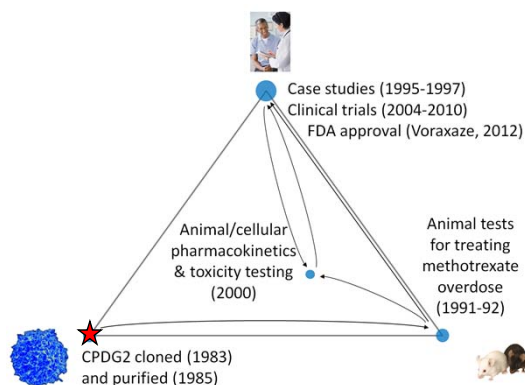 Case studies (1995-1997)
Clinical trials (2004-2010)
FDA approval (Voraxaze, 2012)
Animal/cellular
pharmacokinetics
& toxicity testing
(2000)
Animal tests
for treating
methotrexate
overdose
(1991-92)
CPDG2 cloned (1983)
and purified (1985)